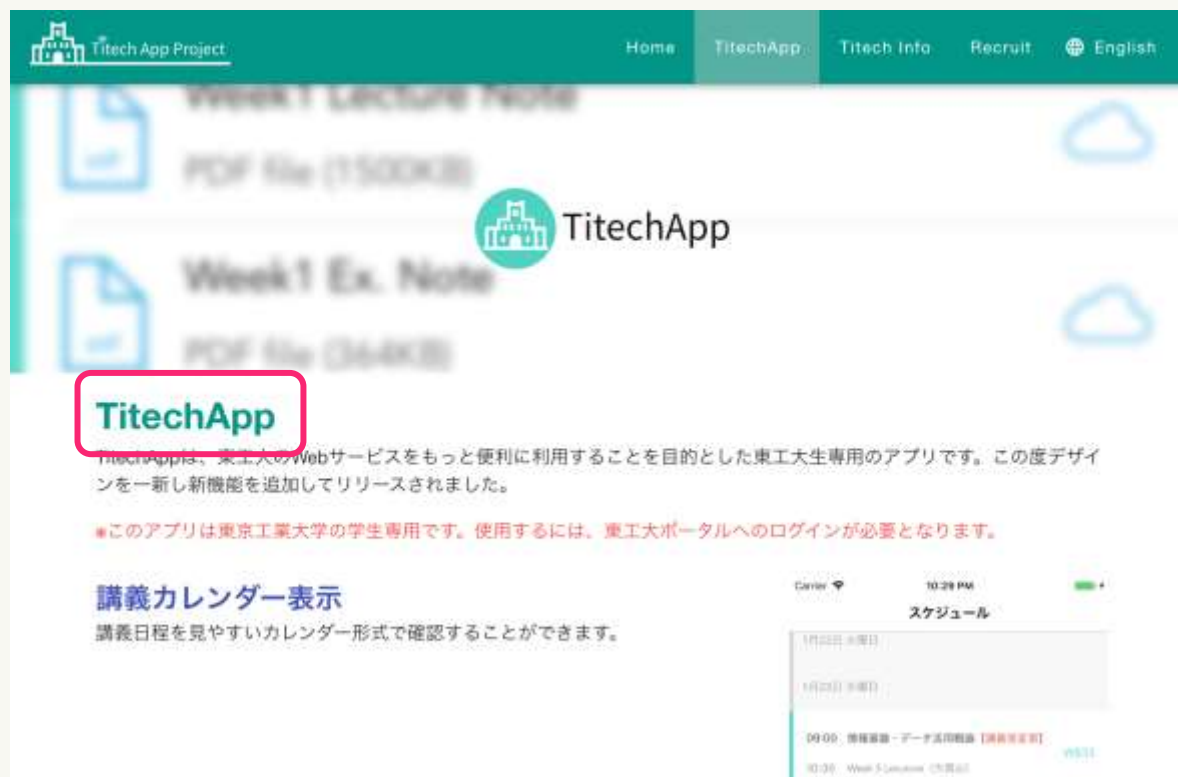 Titech App Project
Home
TitechApp
Titech Info
Recruit
English
Week1 Lecture Note
PDF file (1500KB)
TitechApp
Week1 Ex. Note
PDF file (364KB)
TitechApp
TitechAppは、東工大のWebサービスをもっと便利に利用することを目的とした東工大生専用のアプリです。この度デザイ
ンを一新し新機能を追加してリリースされました。
*このアプリは東京工業大学の学生専用です。使用するには、東工大ポータルへのログインが必要となります。
講義カレンダー表示
講義日程を見やすいカレンダー形式で確認することができます。
Carrier
10:29 PM
スケジュール
09:00
10:30